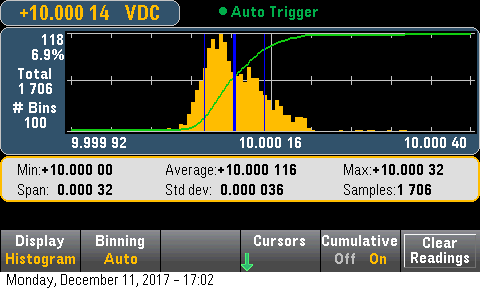 +10.000 14 VDC
Auto Trigger
118
6.9%
Total
1 706
# Bins
100
9.999 92 10.000 16 10.000 40
Min:+10.000 00 Average:+10.000 116 Max:+10.000 32
Span: 0.000 32 Std dev: 0.000 036 Samples:1 706
Display Binning Cursors Cumulative Clear
Histogram Auto Off On Readings
Monday, December 11, 2017 - 17:02